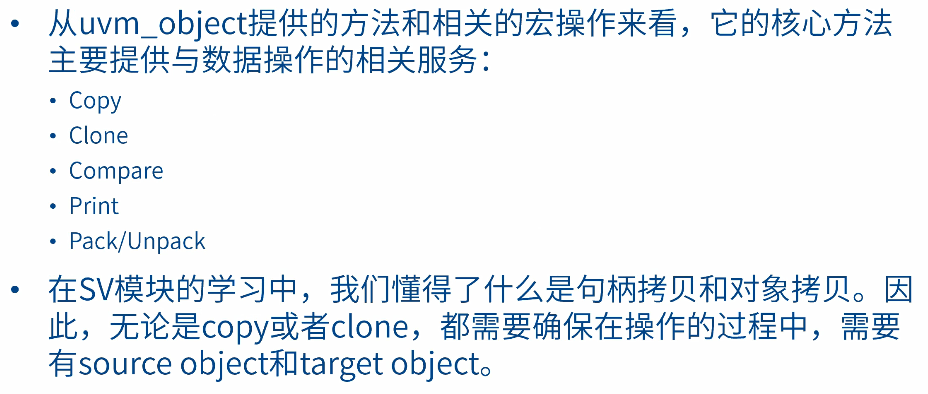 • 从uvm_object提供的方法和相关的宏操作来看，它的核心方法
主要提供与数据操作的相关服务：
• Copy
• Clone
• Compare
• Print
• Pack/Unpack
• 在SV模块的学习中，我们懂得了什么是句柄拷贝和对象拷贝。因
此，无论是copy或者clone，都需要确保在操作的过程中，需要
有source object和target object。